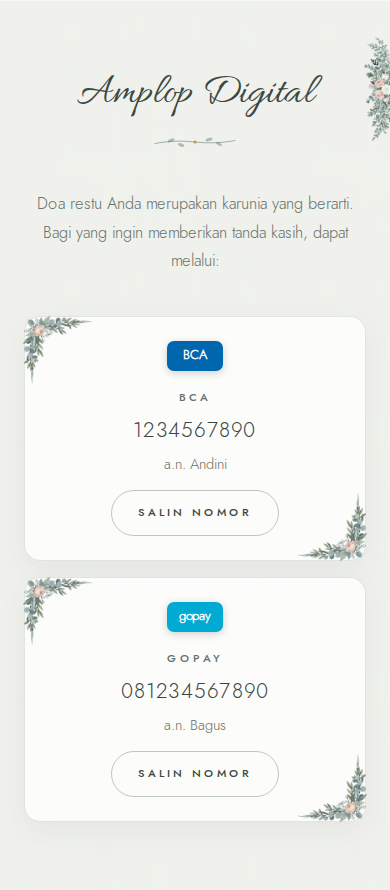 Amplop Digital
Doa restu Anda merupakan karunia yang berarti.
Bagi yang ingin memberikan tanda kasih, dapat
melalui:
BCA
BCA
1234567890
a.n. Andini
SALIN NOMOR
gopay
GOPAY
081234567890
a.n. Bagus
SALIN NOMOR